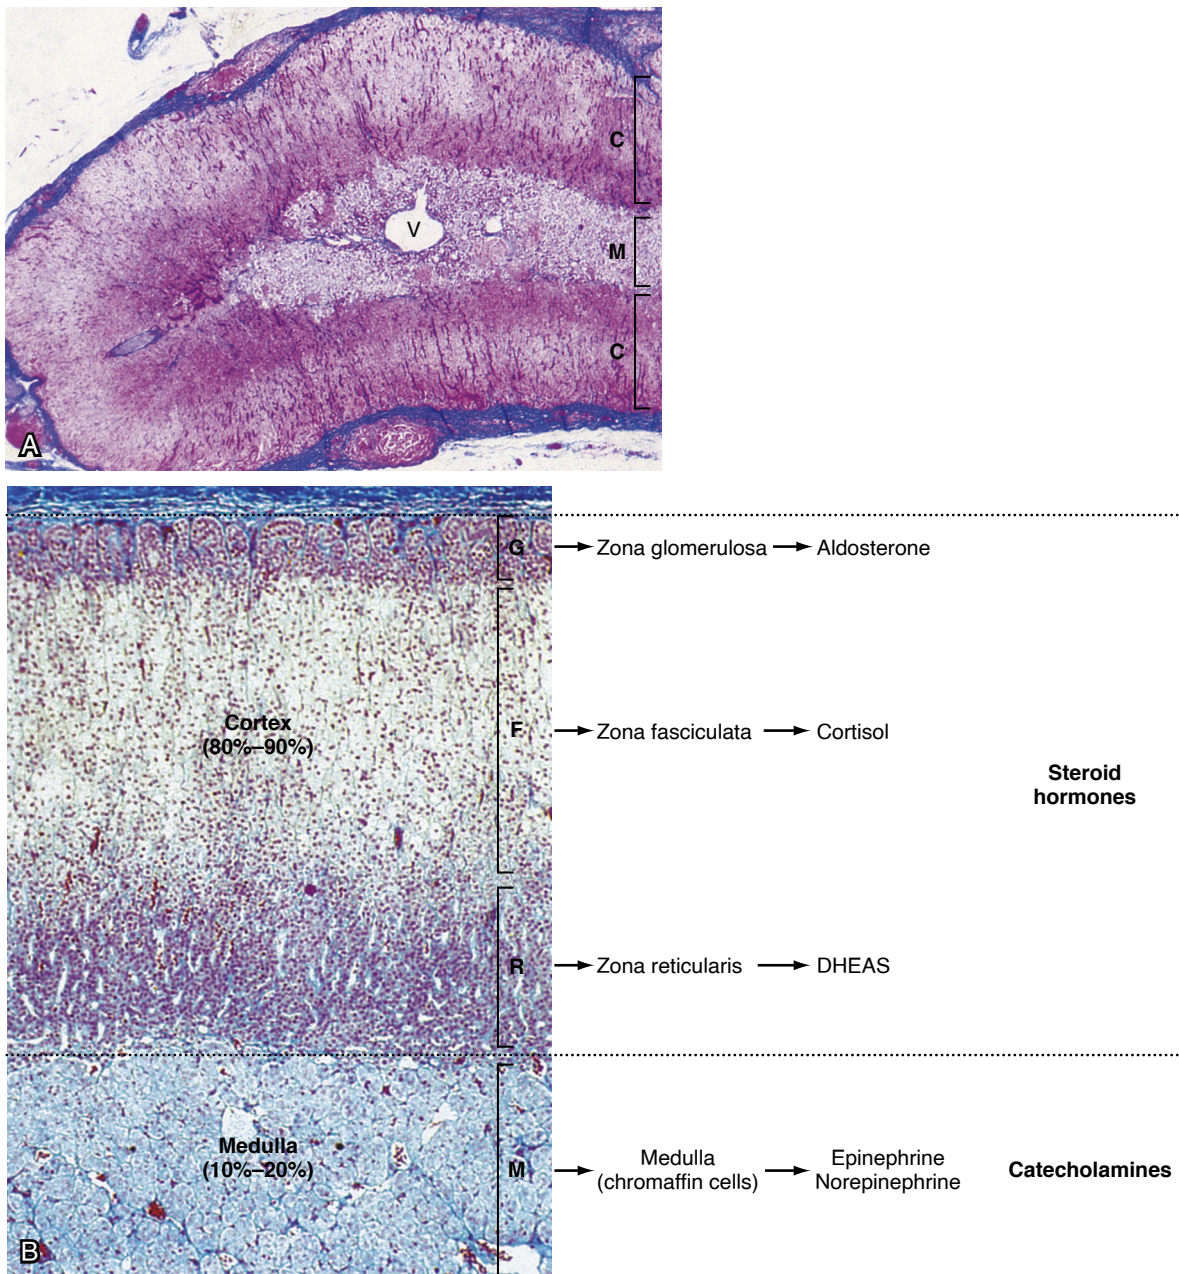 C
V
M
C
A
G
Zona glomerulosa
Aldosterone
Cortex
(80%–90%)
F
Zona fasciculata
Cortisol
Steroid
hormones
R
Zona reticularis
DHEAS
Medulla
(10%–20%)
M
Medulla
(chromaffin cells)
Epinephrine
Norepinephrine
Catecholamines
B